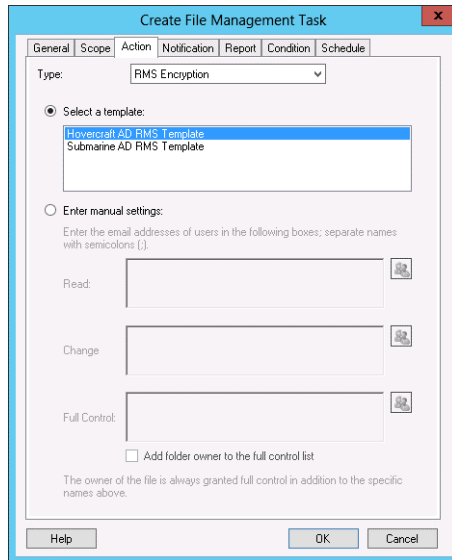 Create File Management Task
x
General Scope Action Notification Report Condition Schedule
Type: RMS Encryption
Select a template:
Hovercraft AD RMS Template
Submarine AD RMS Template
Enter manual settings:
Enter the email addresses of users in the following boxes; separate names
with semicolons (;).
Read:
Change
Full Control:
Add folder owner to the full control list
The owner of the file is always granted full control in addition to the specific
names above.
Help OK Cancel